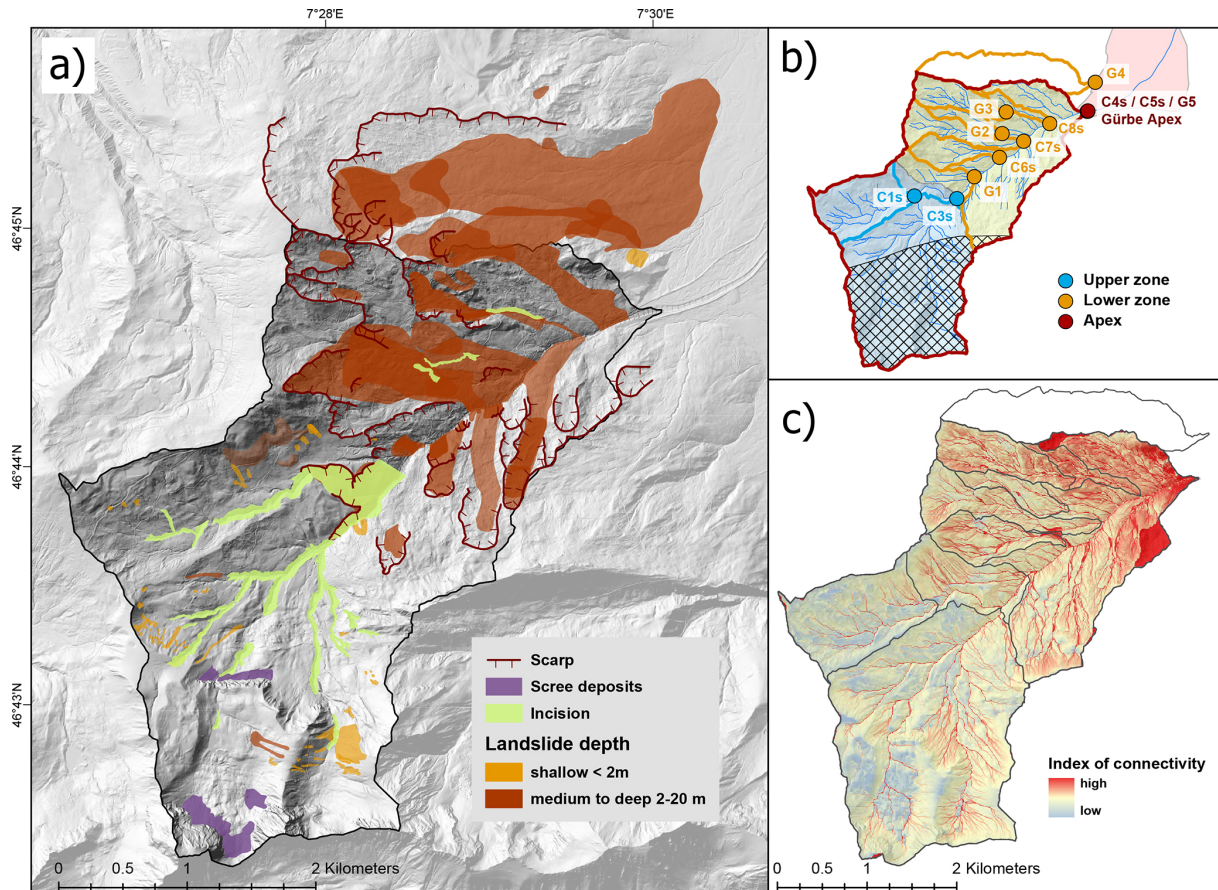 7°28'E
7°30'E
a)
46°45'N
46°44'N
46°43'N
Scarp
Scree deposits
Incision
Landslide depth
shallow < 2m
medium to deep 2-20 m
0 0.5 1 2 Kilometers
b)
G4
C4s / C5s / G5
Gürbe Apex
G3
C8s
G2
C7s
C6s
G1
C1s
C3s
Upper zone
Lower zone
Apex
c)
Index of connectivity
high
low
0 0.5 1 2 Kilometers